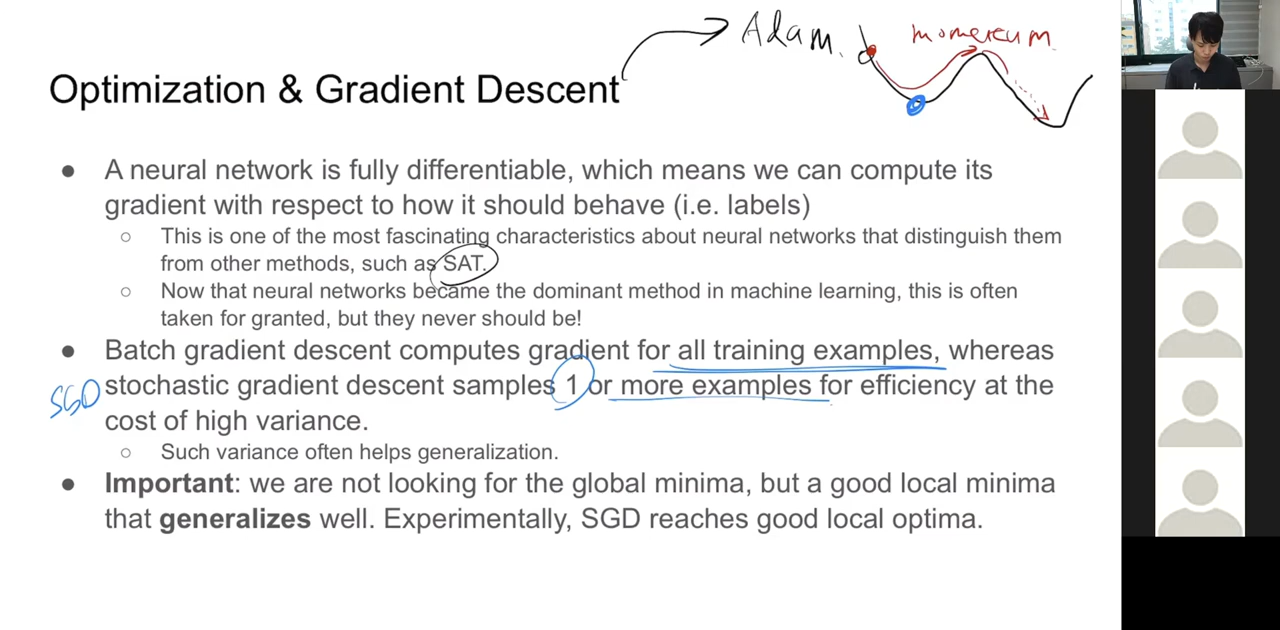 Adam.
momereum
Optimization & Gradient Descent
● A neural network is fully differentiable, which means we can compute its
gradient with respect to how it should behave (i.e. labels)
○ This is one of the most fascinating characteristics about neural networks that distinguish them
from other methods, such as SAT.
○ Now that neural networks became the dominant method in machine learning, this is often
taken for granted, but they never should be!
● Batch gradient descent computes gradient for all training examples, whereas
SGD
stochastic gradient descent samples 1 or more examples for efficiency at the
cost of high variance.
○ Such variance often helps generalization.
● Important: we are not looking for the global minima, but a good local minima
that generalizes well. Experimentally, SGD reaches good local optima.